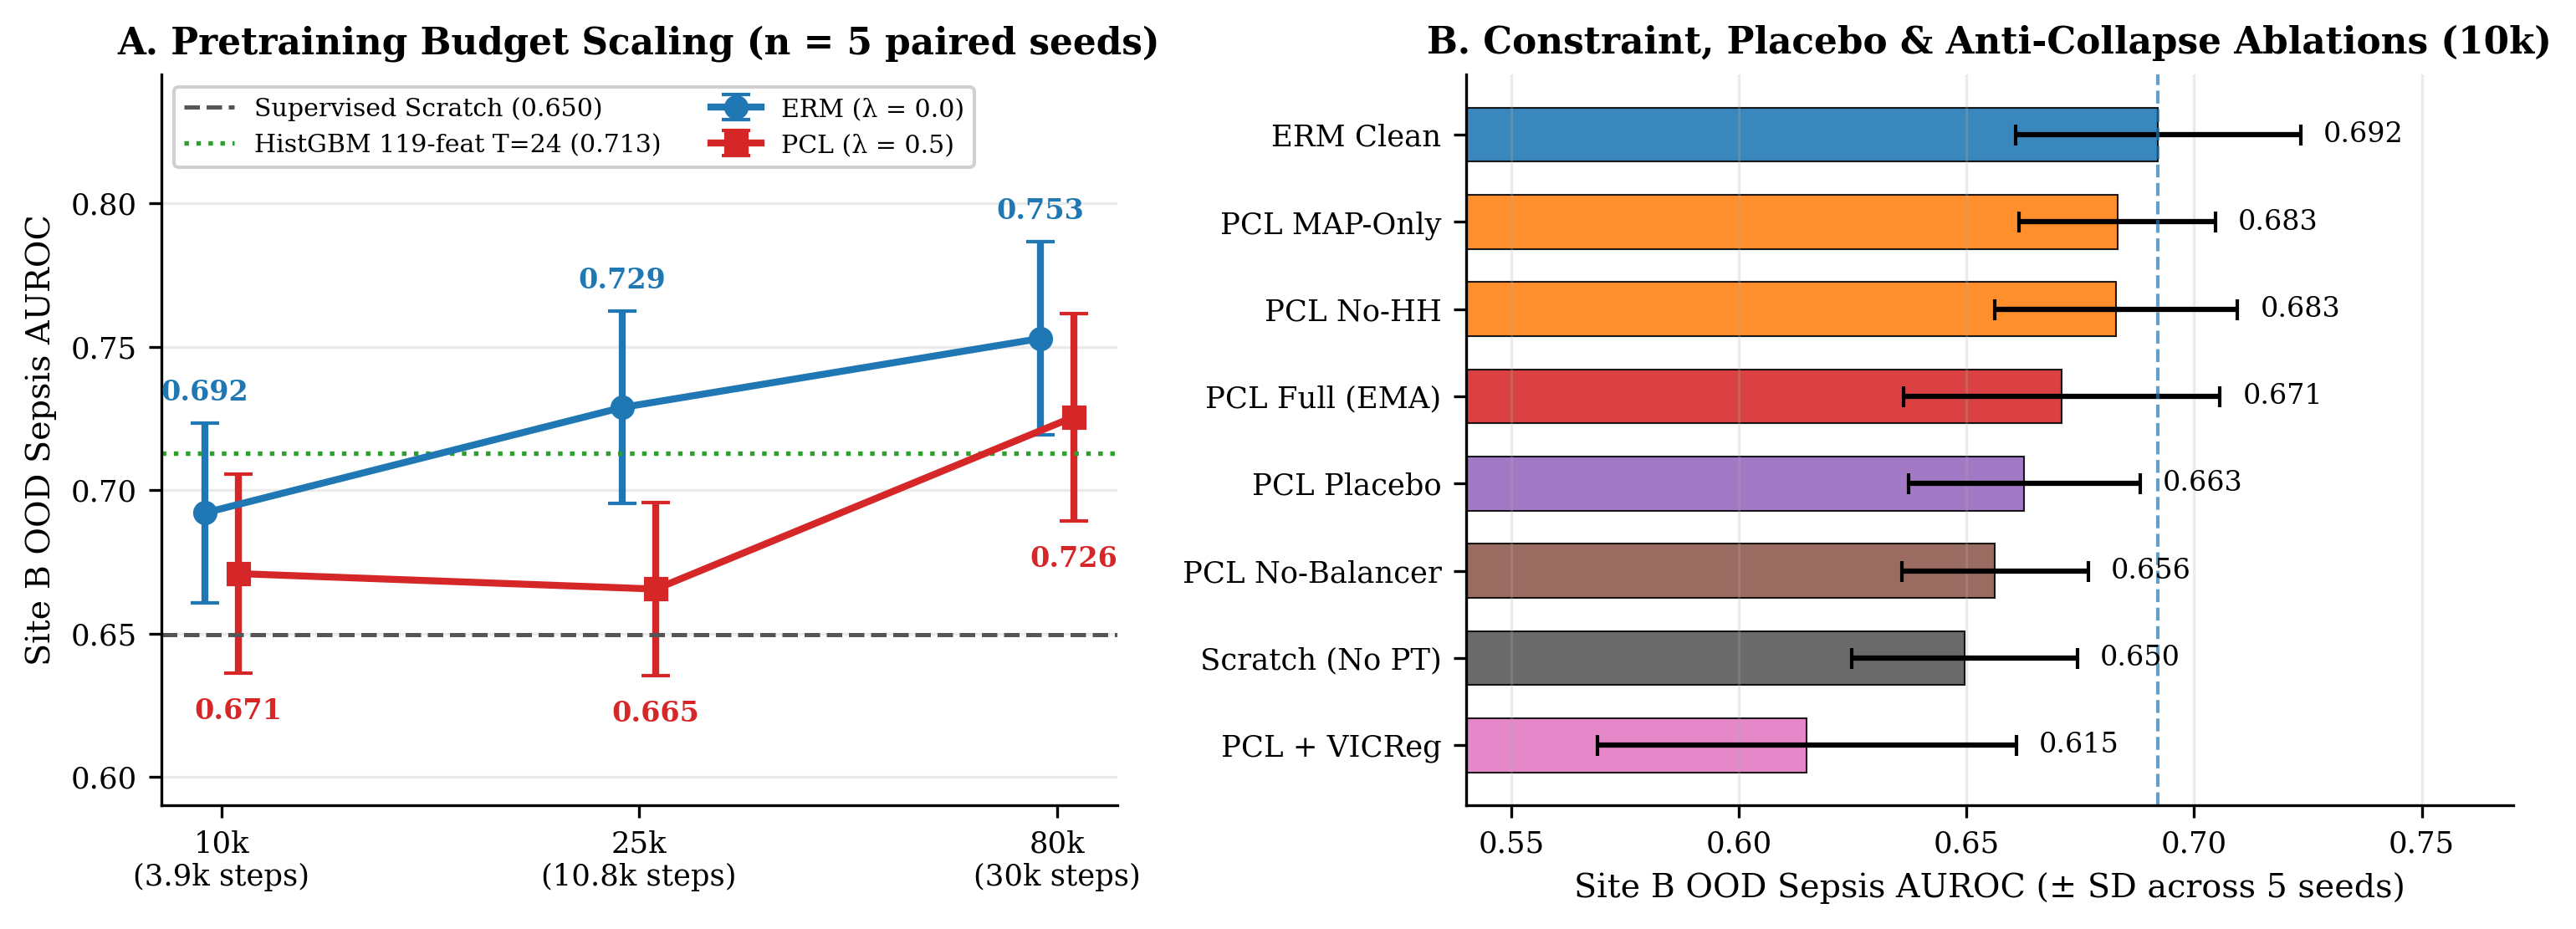 A. Pretraining Budget Scaling (n = 5 paired seeds)
Supervised Scratch (0.650)
HistGBM 119-feat T=24 (0.713)
ERM (λ = 0.0)
PCL (λ = 0.5)
Site B OOD Sepsis AUROC
0.80
0.75
0.70
0.65
0.60
0.692
0.729
0.753
0.671
0.665
0.726
10k
(3.9k steps)
25k
(10.8k steps)
80k
(30k steps)
B. Constraint, Placebo & Anti-Collapse Ablations (10k)
ERM Clean
0.692
PCL MAP-Only
0.683
PCL No-HH
0.683
PCL Full (EMA)
0.671
PCL Placebo
0.663
PCL No-Balancer
0.656
Scratch (No PT)
0.650
PCL + VICReg
0.615
0.55
0.60
0.65
0.70
0.75
Site B OOD Sepsis AUROC (± SD across 5 seeds)